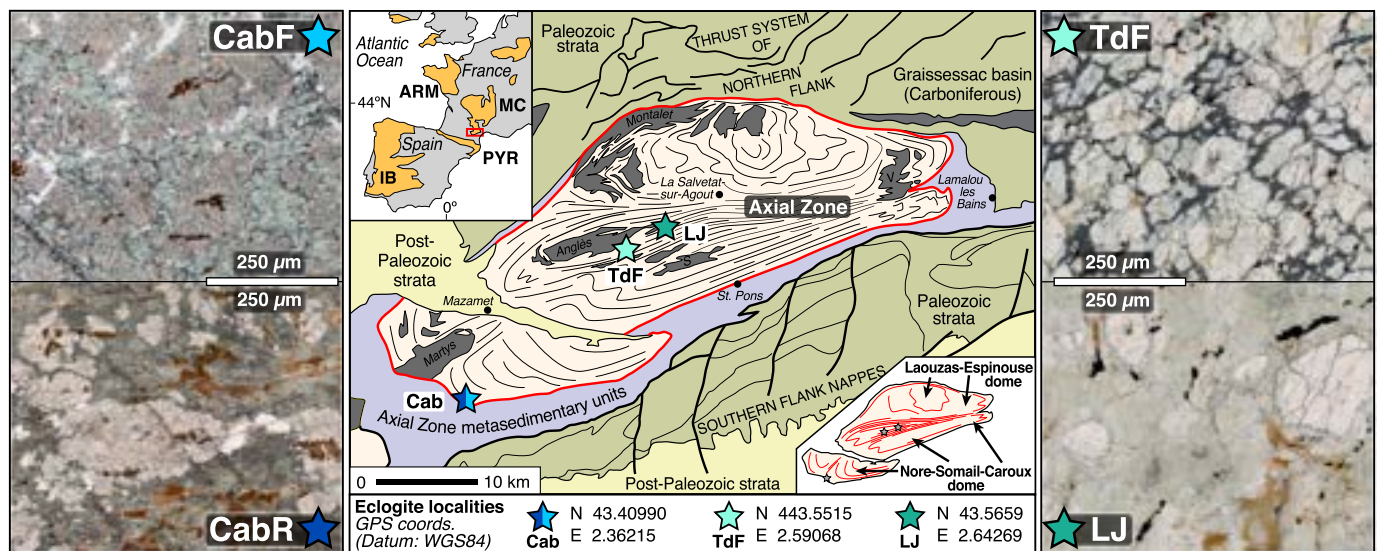 CabF
250 µm
250 µm
CabR
Atlantic
Ocean
France
ARM
MC
44°N
Spain
PYR
IB
0°
Paleozoic
strata
THRUST SYSTEM
OF
NORTHERN
FLANK
Graissessac basin
(Carboniferous)
Montalet
V
La Salvetat-
sur-Agout
Lamalou
les
Bains
Axial Zone
LJ
Anglès
S
TdF
Post-
Paleozoic
strata
St. Pons
Mazamet
Paleozoic
strata
Martys
Cab
Axial Zone metasedimentary units
SOUTHERN FLANK NAPPES
Laouzas-Espinouse
dome
Nore-Somail-Caroux
dome
0 10 km
Post-Paleozoic strata
Eclogite localities
GPS coords.
(Datum: WGS84)
Cab N 43.40990
E 2.36215
TdF N 443.5515
E 2.59068
LJ N 43.5659
E 2.64269
TdF
250 µm
250 µm
LJ